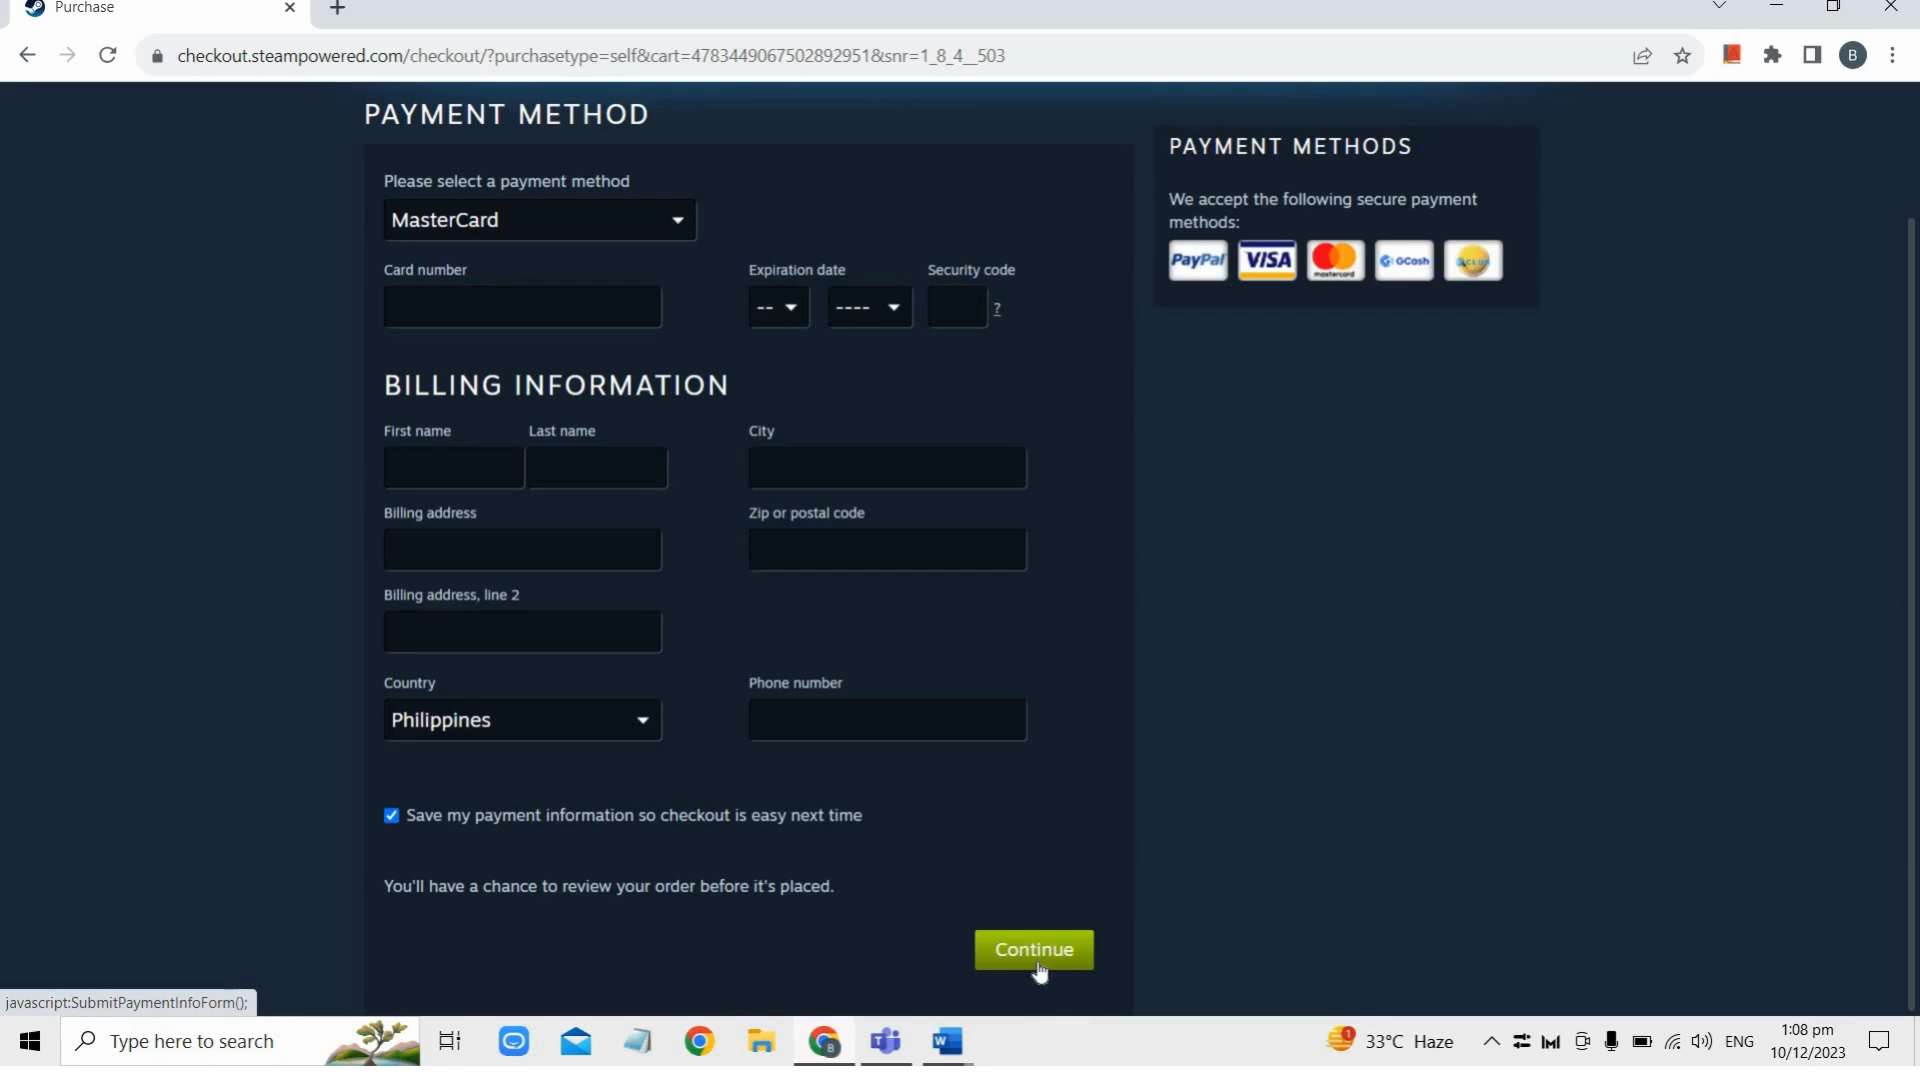 Purchase
checkout.steampowered.com/checkout/?purchasetype=self&cart=4783449067502892951&snr=1_8_4__503
B
PAYMENT METHOD
Please select a payment method
MasterCard
Card number
Expiration date
Security code
--
----
?
BILLING INFORMATION
First name
Last name
City
Billing address
Zip or postal code
Billing address, line 2
Country
Phone number
Philippines
Save my payment information so checkout is easy next time
You'll have a chance to review your order before it's placed.
Continue
PAYMENT METHODS
We accept the following secure payment
methods:
PayPal
VISA
mastercard
GCash
javascript:SubmitPaymentInfoForm();
Type here to search
33°C Haze
ENG
1:08 pm
10/12/2023